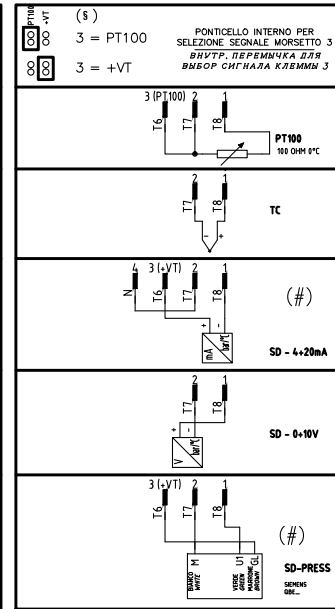 PT100
+VT
(§)
3 = PT100
3 = +VT
PONTICELLO INTERNO PER
SELEZIONE SEGNALE MORSETTO 3
ВНУТР. ПЕРЕМЫЧКА ДЛЯ
ВЫБОР СИГНАЛА КЛЕММЫ 3
3 (PT100) 2 1
T6 T7 T8
PT100
100 OHM 0°C
2 1
T7 T8
- +
TC
4 3 (+VT) 2 1
N T6 T7 T8
+ -
mA bar/°C
(#)
SD - 4÷20mA
2 1
T7 T8
+ -
V bar/°C
SD - 0÷10V
3 (+VT) 2 1
T6 T7 T8
M U1 GL
BIANCO
WHITE
VERDE
GREEN
MARRONE
BROWN
(#)
SD-PRESS
SIEMENS
QBE_